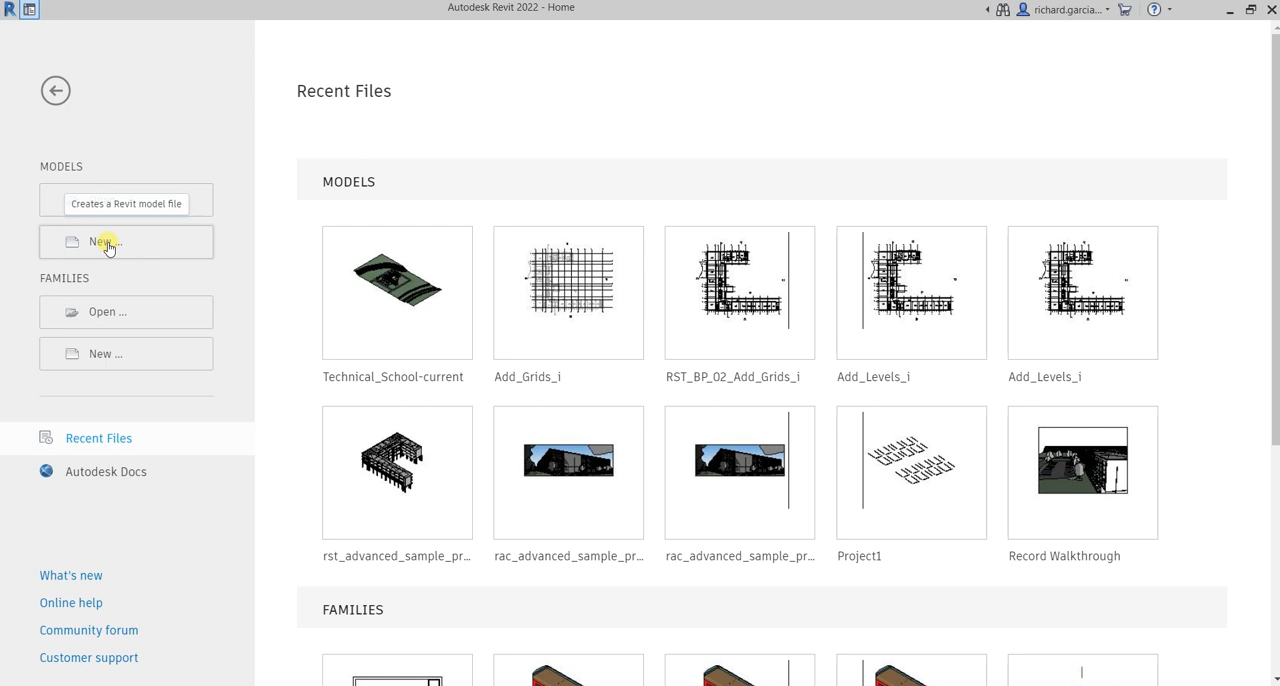 Autodesk Revit 2022 - Home
richard.garcia...
Recent Files
MODELS
Creates a Revit model file
New ...
FAMILIES
Open ...
New ...
Recent Files
Autodesk Docs
What's new
Online help
Community forum
Customer support
MODELS
Technical_School-current
Add_Grids_i
RST_BP_02_Add_Grids_i
Add_Levels_i
Add_Levels_i
rst_advanced_sample_pr...
rac_advanced_sample_pr...
rac_advanced_sample_pr...
Project1
Record Walkthrough
FAMILIES